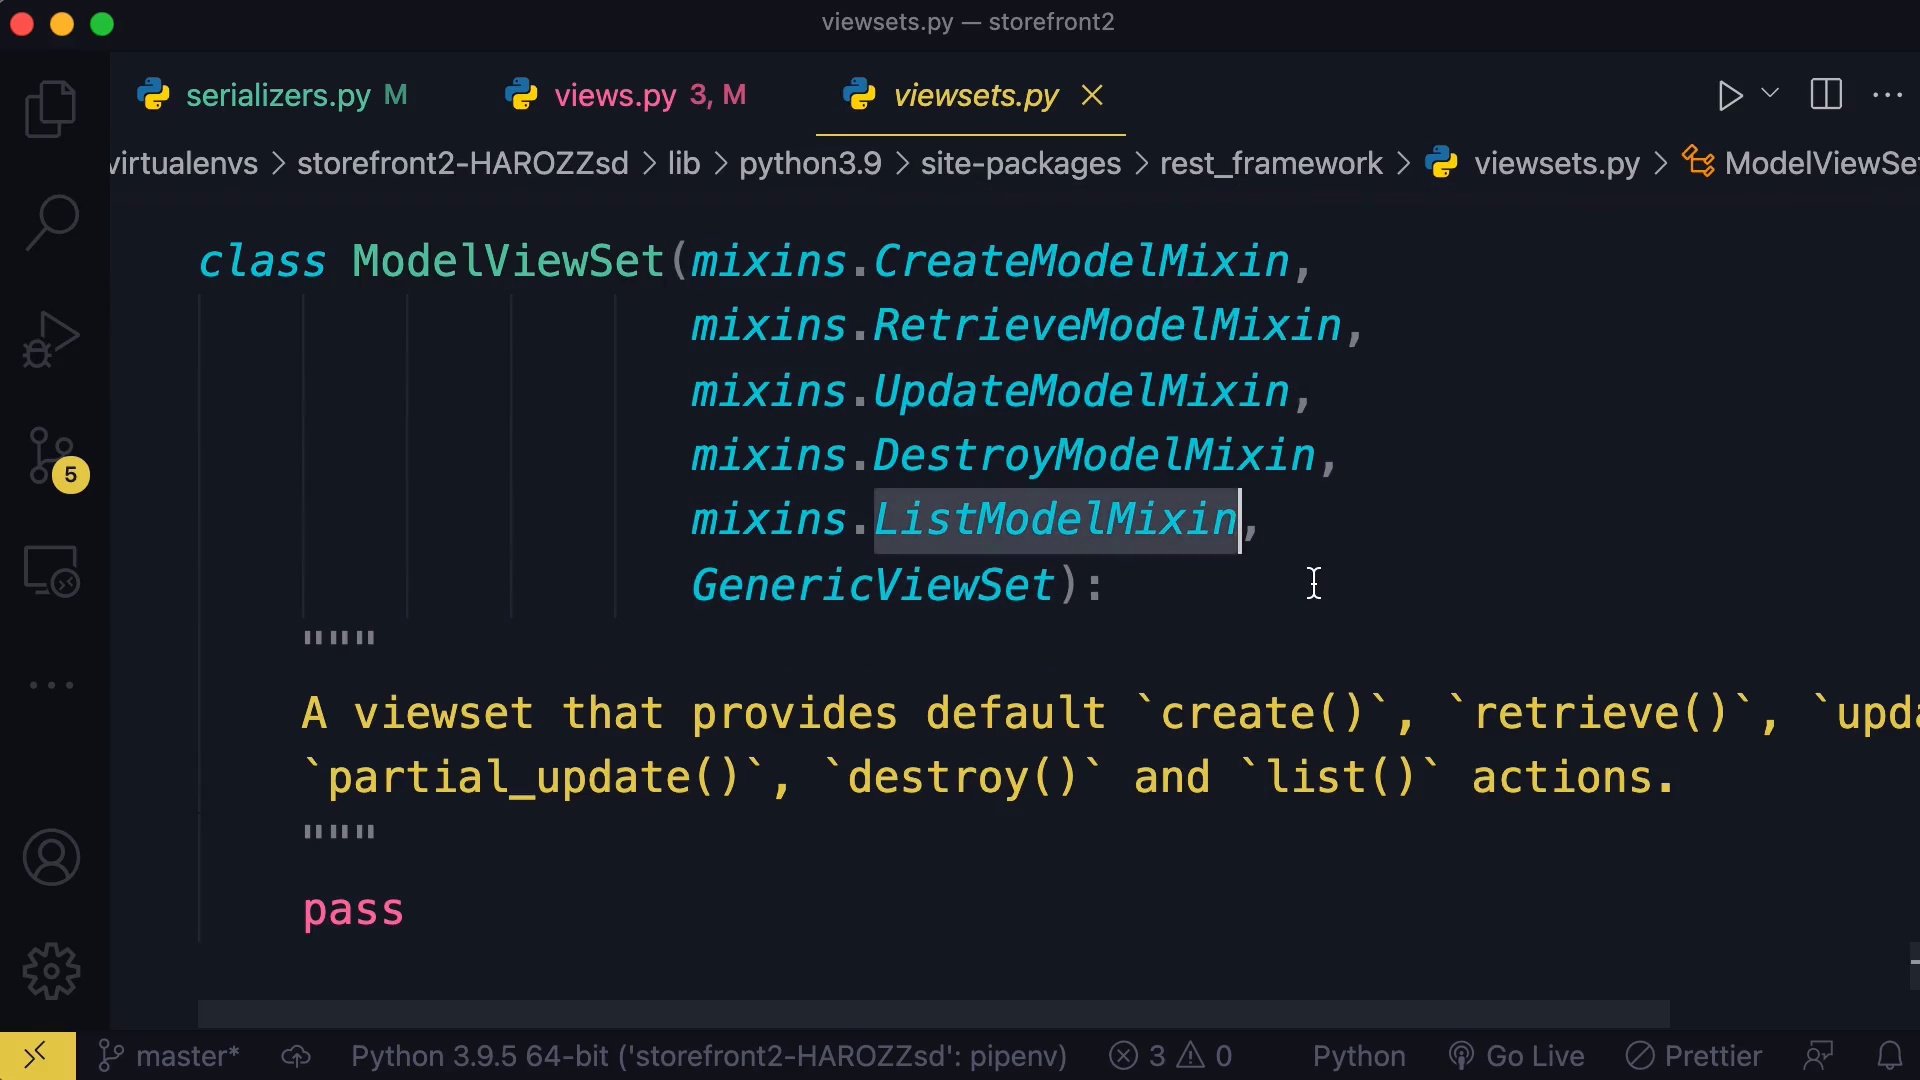 viewsets.py — storefront2
serializers.py M views.py 3, M viewsets.py
virtualenvs > storefront2-HAROZZsd > lib > python3.9 > site-packages > rest_framework > viewsets.py > ModelViewSe
class ModelViewSet(mixins.CreateModelMixin,
mixins.RetrieveModelMixin,
mixins.UpdateModelMixin,
mixins.DestroyModelMixin,
mixins.ListModelMixin,
GenericViewSet):
"""
A viewset that provides default `create()`, `retrieve()`, `upda
`partial_update()`, `destroy()` and `list()` actions.
"""
pass
5
master* Python 3.9.5 64-bit ('storefront2-HAROZZsd': pipenv) 3 0 Python Go Live Prettier